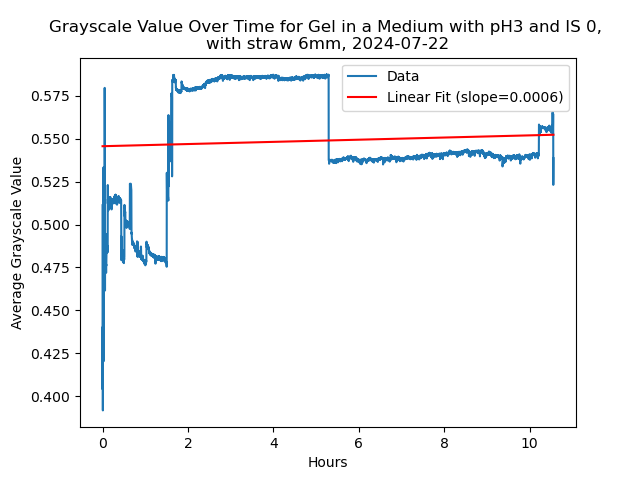 Grayscale Value Over Time for Gel in a Medium with pH3 and IS 0,
with straw 6mm, 2024-07-22
Data
Linear Fit (slope=0.0006)
Average Grayscale Value
0.575
0.550
0.525
0.500
0.475
0.450
0.425
0.400
0 2 4 6 8 10
Hours